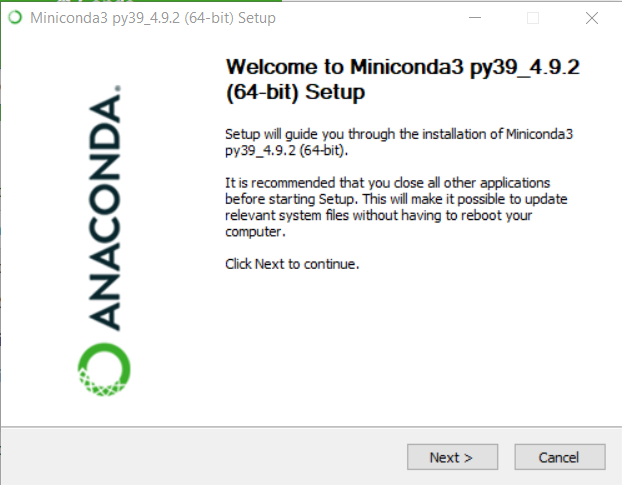 Miniconda3 py39_4.9.2 (64-bit) Setup
ANACONDA.
Welcome to Miniconda3 py39_4.9.2
(64-bit) Setup
Setup will guide you through the installation of Miniconda3
py39_4.9.2 (64-bit).
It is recommended that you close all other applications
before starting Setup. This will make it possible to update
relevant system files without having to reboot your
computer.
Click Next to continue.
Next >
Cancel